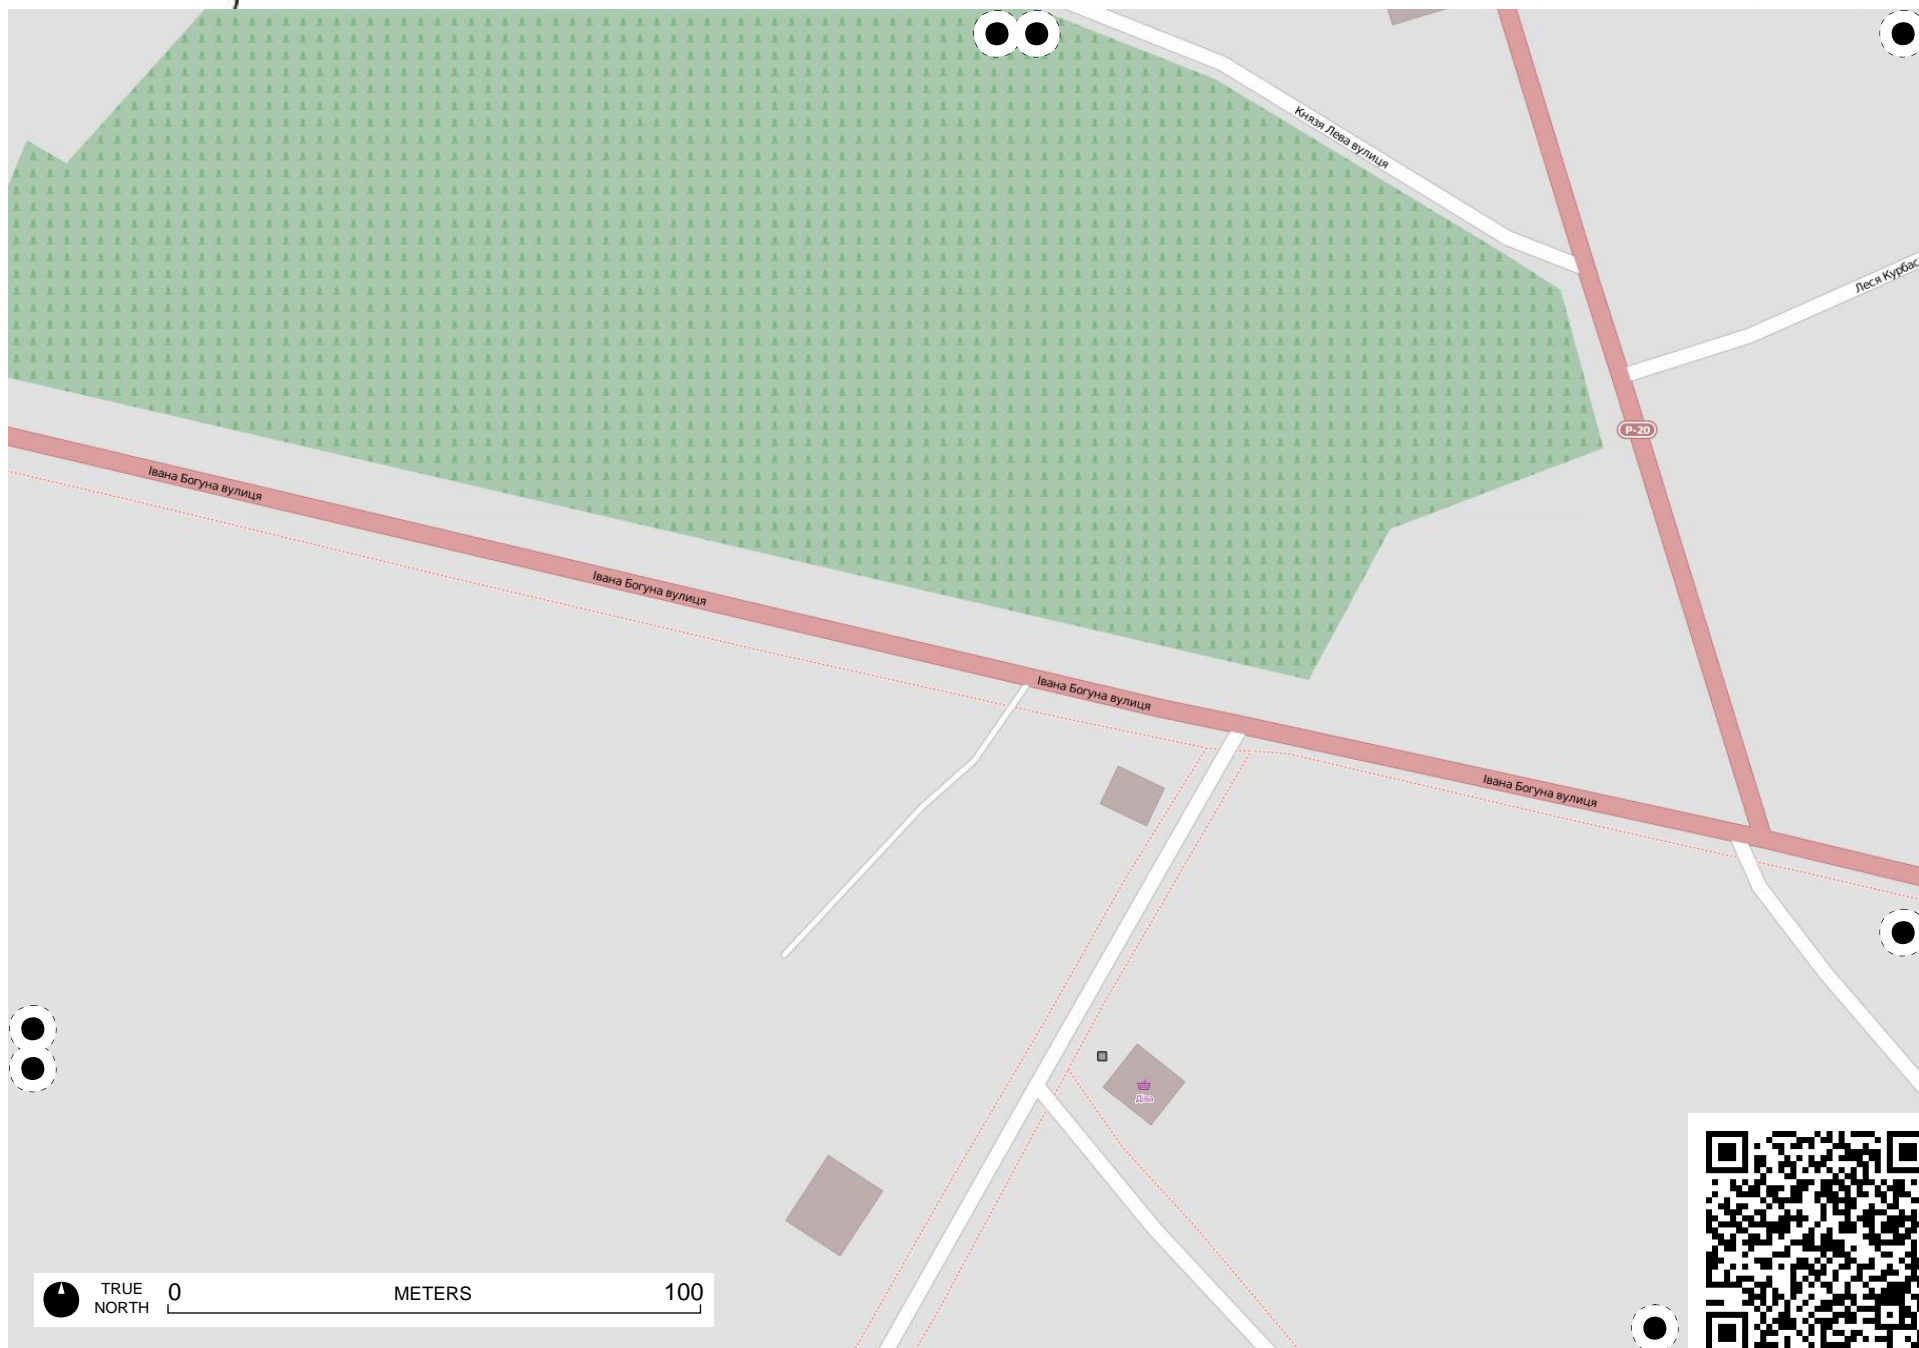 Князя Лева вулиця
Леся Курбас
P-20
Івана Богуна вулиця
Івана Богуна вулиця
Івана Богуна вулиця
Івана Богуна вулиця
TRUE NORTH
0 METERS 100